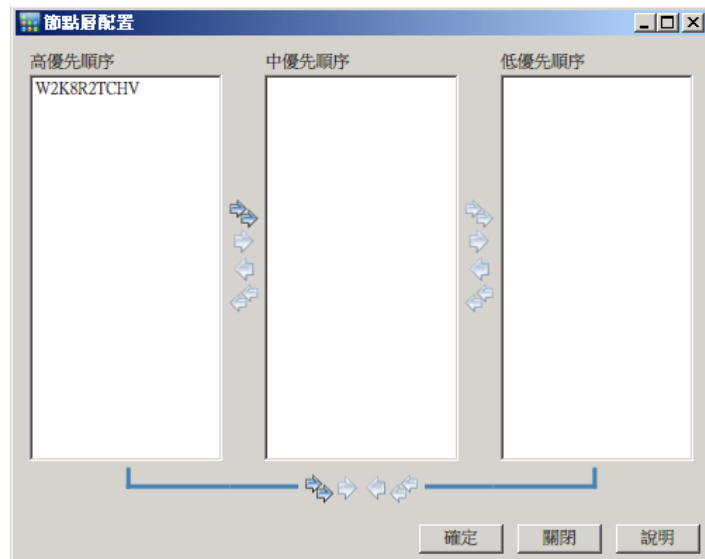 節點層配置
高優先順序
中優先順序
低優先順序
W2K8R2TCHV
確定
關閉
說明